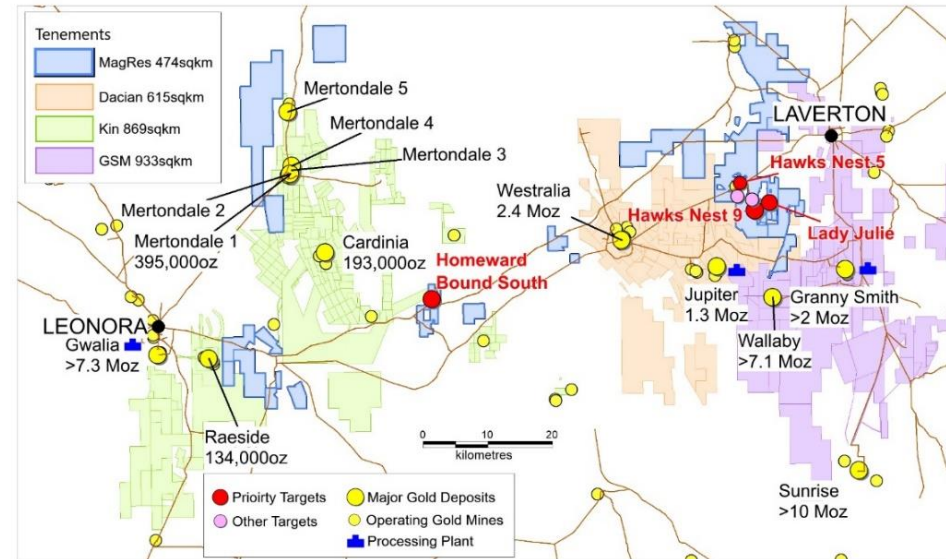 Tenements
MagRes 474sqkm
Dacian 615sqkm
Kin 869sqkm
GSM 933sqkm
Mertondale 5
Mertondale 4
Mertondale 3
Mertondale 2
Mertondale 1
395,000oz
Cardinia
193,000oz
Homeward
Bound South
LEONORA
Gwalia
>7.3 Moz
Raeside
134,000oz
Westralia
2.4 Moz
LAVERTON
Hawks Nest 5
Hawks Nest 9
Lady Julie
Jupiter
1.3 Moz
Granny Smith
>2 Moz
Wallaby
>7.1 Moz
Sunrise
>10 Moz
0 10 20
kilometres
Prioirty Targets
Other Targets
Major Gold Deposits
Operating Gold Mines
Processing Plant